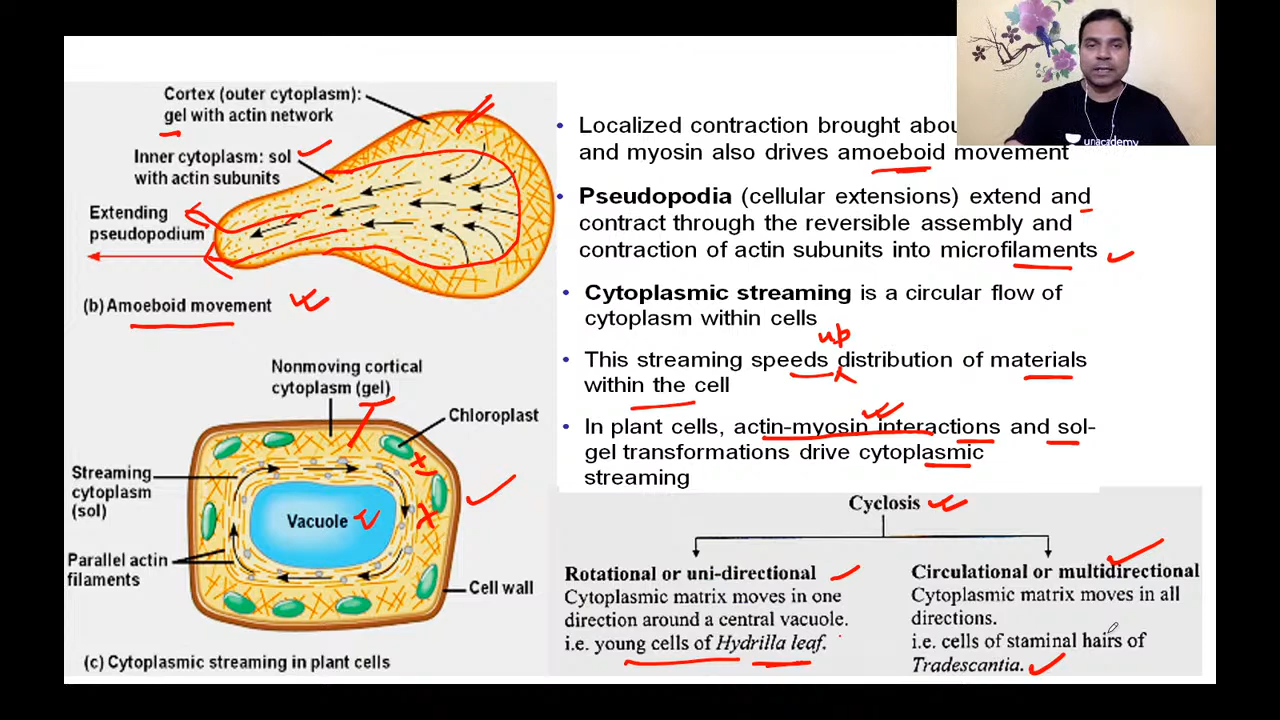 Cortex (outer cytoplasm):
gel with actin network
Inner cytoplasm: sol
with actin subunits
Extending
pseudopodium
(b) Amoeboid movement
Nonmoving cortical
cytoplasm (gel)
Chloroplast
Streaming
cytoplasm
(sol)
Vacuole
Parallel actin
filaments
Cell wall
(c) Cytoplasmic streaming in plant cells
• Localized contraction brought
and myosin also drives amoeboid movement
• Pseudopodia (cellular extensions) extend and
contract through the reversible assembly and
contraction of actin subunits into microfilaments
• Cytoplasmic streaming is a circular flow of
cytoplasm within cells
up
• This streaming speeds distribution of materials
within the cell
• In plant cells, actin-myosin interactions and sol-
gel transformations drive cytoplasmic
streaming
Cyclosis
Rotational or uni-directional
Cytoplasmic matrix moves in one
direction around a central vacuole.
i.e. young cells of Hydrilla leaf.
Circulational or multidirectional
Cytoplasmic matrix moves in all
directions.
i.e. cells of staminal hairs of
Tradescantia.
unacademy